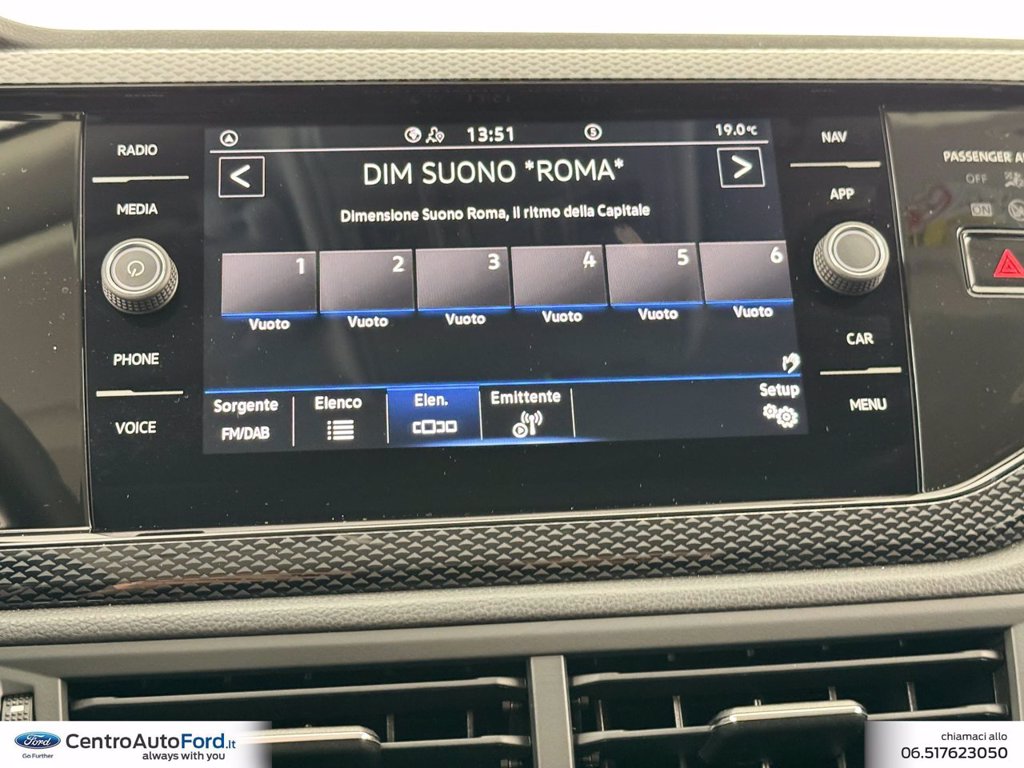 RADIO
MEDIA
PHONE
VOICE
13:51
S
19.0°C
<
DIM SUONO *ROMA*
>
Dimensione Suono Roma, il ritmo della Capitale
1 2 3 4 5 6
Vuoto Vuoto Vuoto Vuoto Vuoto Vuoto
Sorgente
FM/DAB
Elenco
Elen.
Emittente
Setup
NAV
APP
CAR
MENU
PASSENGER
OFF
ON
Ford
Go Further
CentroAutoFord.it
always with you
chiamaci allo
06.517623050